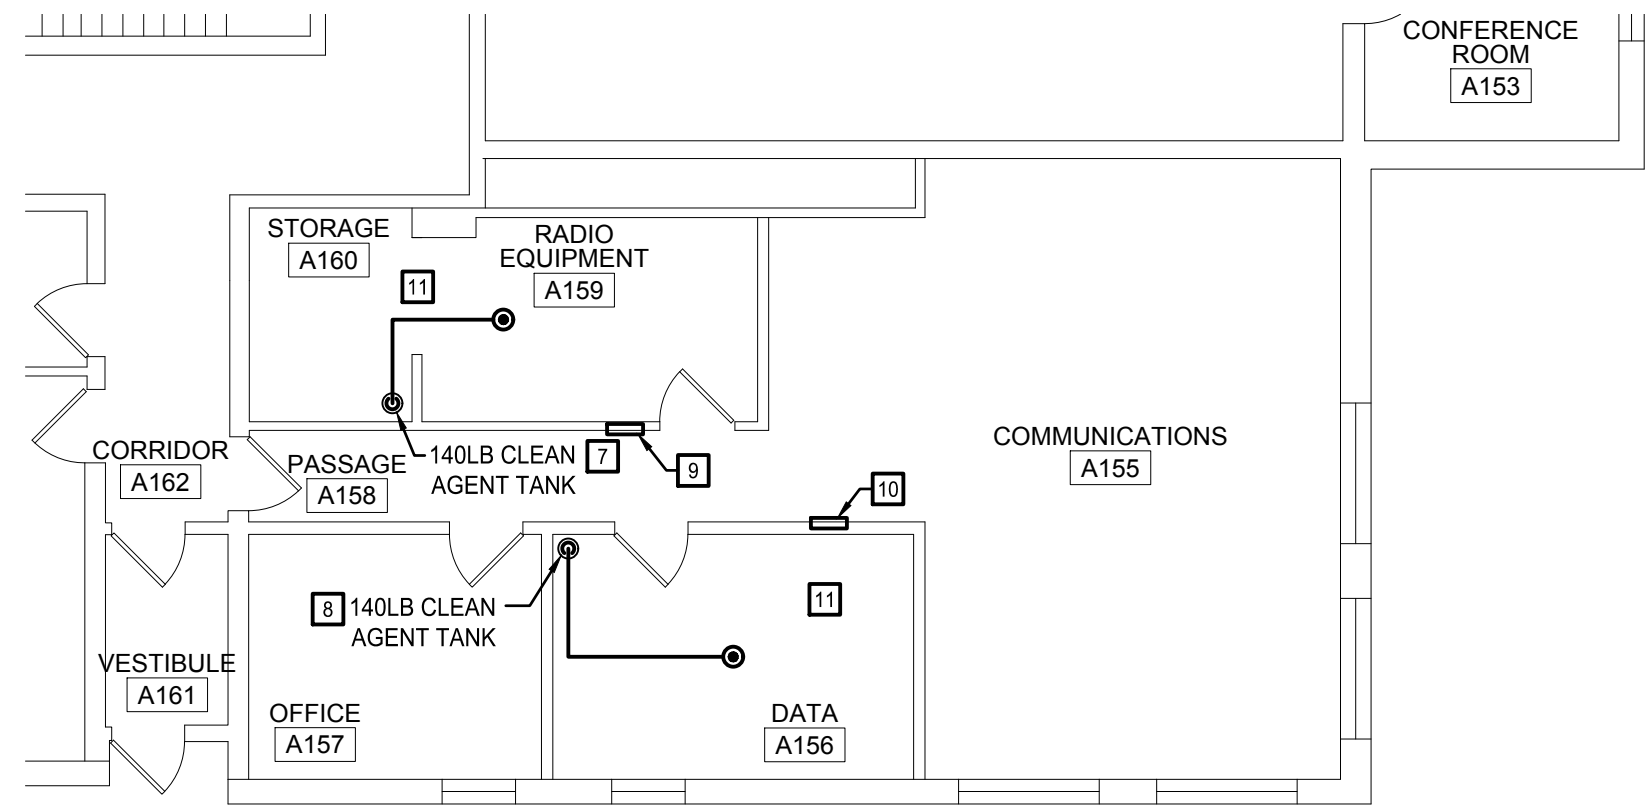 CONFERENCE
ROOM
A153
STORAGE
A160
RADIO
EQUIPMENT
A159
11
CORRIDOR
A162
PASSAGE
A158
140LB CLEAN
AGENT TANK
7
9
10
COMMUNICATIONS
A155
8
140LB CLEAN
AGENT TANK
11
VESTIBULE
A161
OFFICE
A157
DATA
A156